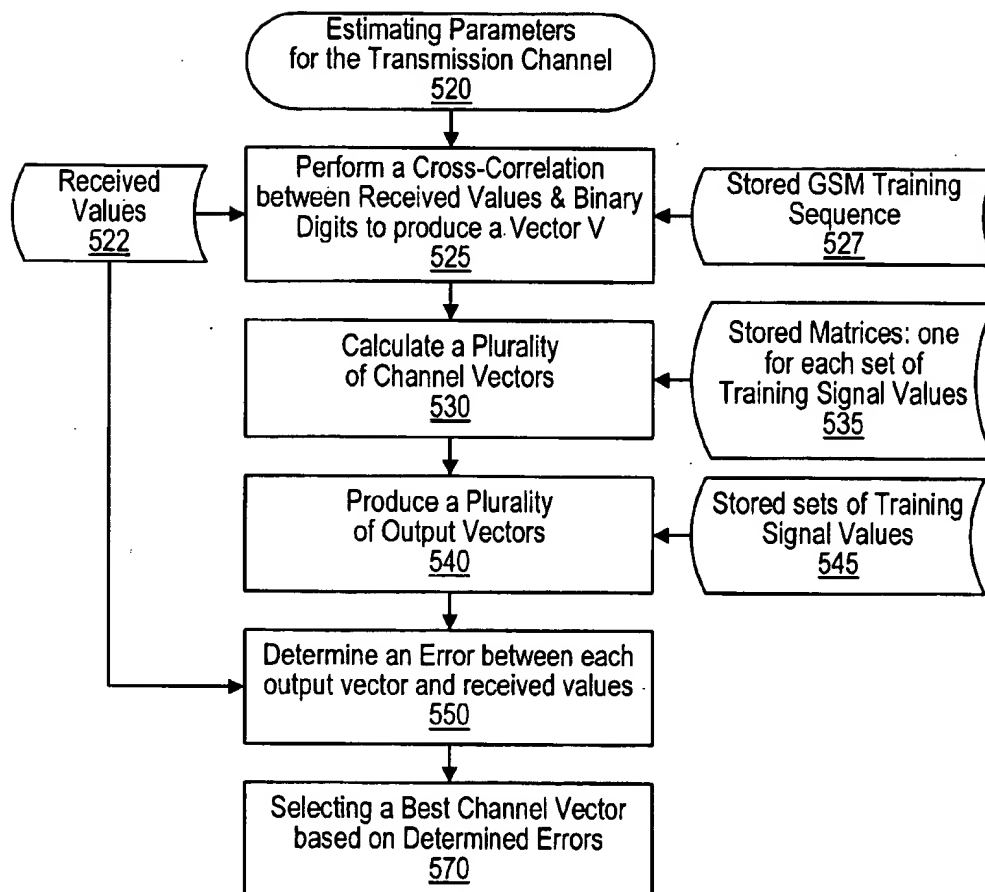 Estimating Parameters
for the Transmission Channel
520
Received
Values
522
Perform a Cross-Correlation
between Received Values & Binary
Digits to produce a Vector V
525
Stored GSM Training
Sequence
527
Calculate a Plurality
of Channel Vectors
530
Stored Matrices: one
for each set of
Training Signal Values
535
Produce a Plurality
of Output Vectors
540
Stored sets of Training
Signal Values
545
Determine an Error between each
output vector and received values
550
Selecting a Best Channel Vector
based on Determined Errors
570